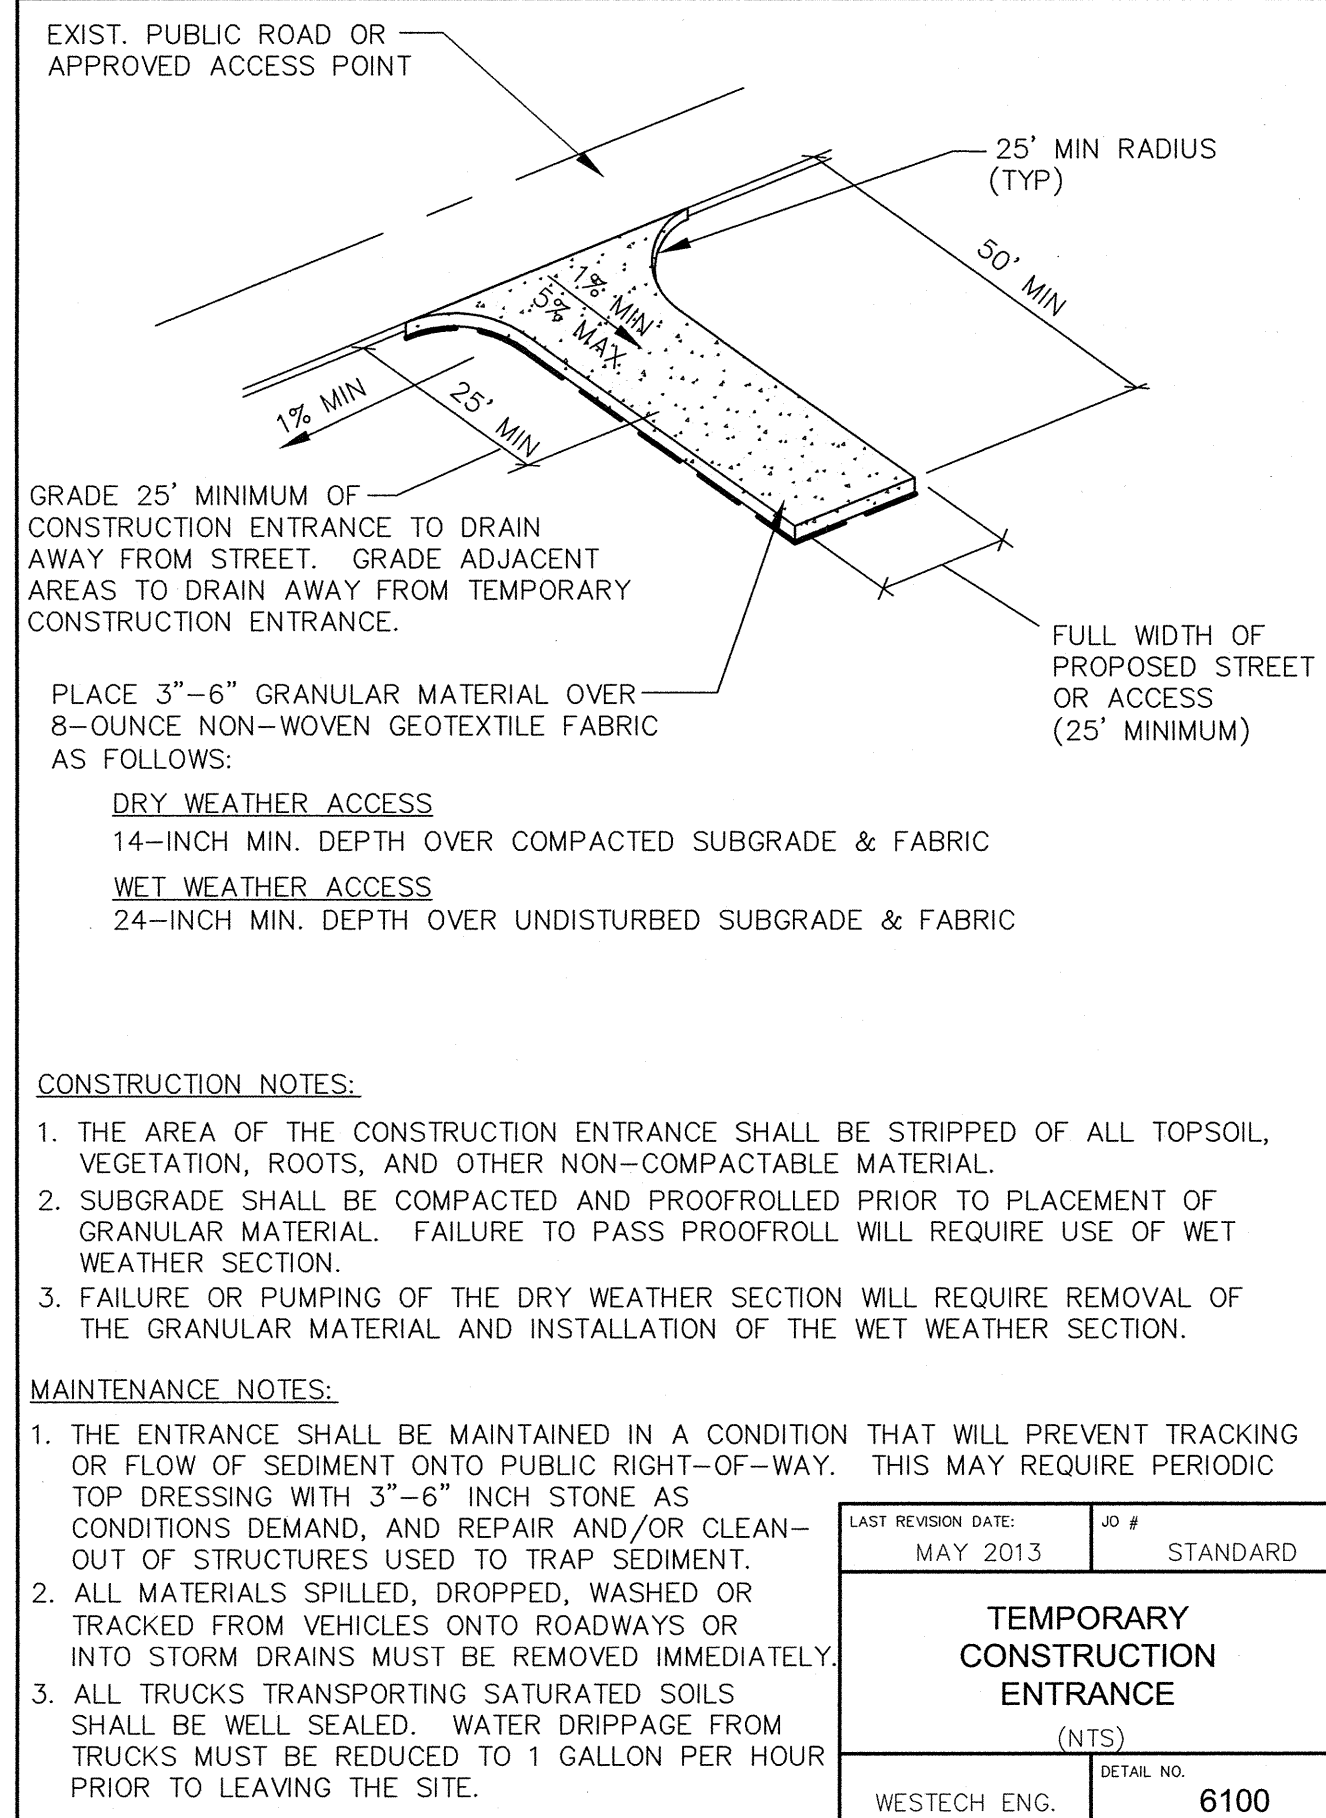 EXIST. PUBLIC ROAD OR
APPROVED ACCESS POINT
25' MIN RADIUS
(TYP)
50' MIN
1% MIN
5% MAX
1% MIN
25' MIN
GRADE 25' MINIMUM OF
CONSTRUCTION ENTRANCE TO DRAIN
AWAY FROM STREET. GRADE ADJACENT
AREAS TO DRAIN AWAY FROM TEMPORARY
CONSTRUCTION ENTRANCE.
FULL WIDTH OF
PROPOSED STREET
OR ACCESS
(25' MINIMUM)
PLACE 3"-6" GRANULAR MATERIAL OVER
8-OUNCE NON-WOVEN GEOTEXTILE FABRIC
AS FOLLOWS:
DRY WEATHER ACCESS
14-INCH MIN. DEPTH OVER COMPACTED SUBGRADE & FABRIC
WET WEATHER ACCESS
24-INCH MIN. DEPTH OVER UNDISTURBED SUBGRADE & FABRIC
CONSTRUCTION NOTES:
1. THE AREA OF THE CONSTRUCTION ENTRANCE SHALL BE STRIPPED OF ALL TOPSOIL,
VEGETATION, ROOTS, AND OTHER NON-COMPACTABLE MATERIAL.
2. SUBGRADE SHALL BE COMPACTED AND PROOFROLLED PRIOR TO PLACEMENT OF
GRANULAR MATERIAL. FAILURE TO PASS PROOFROLL WILL REQUIRE USE OF WET
WEATHER SECTION.
3. FAILURE OR PUMPING OF THE DRY WEATHER SECTION WILL REQUIRE REMOVAL OF
THE GRANULAR MATERIAL AND INSTALLATION OF THE WET WEATHER SECTION.
MAINTENANCE NOTES:
1. THE ENTRANCE SHALL BE MAINTAINED IN A CONDITION THAT WILL PREVENT TRACKING
OR FLOW OF SEDIMENT ONTO PUBLIC RIGHT-OF-WAY. THIS MAY REQUIRE PERIODIC
TOP DRESSING WITH 3"-6" INCH STONE AS
CONDITIONS DEMAND, AND REPAIR AND/OR CLEAN-
OUT OF STRUCTURES USED TO TRAP SEDIMENT.
2. ALL MATERIALS SPILLED, DROPPED, WASHED OR
TRACKED FROM VEHICLES ONTO ROADWAYS OR
INTO STORM DRAINS MUST BE REMOVED IMMEDIATELY.
3. ALL TRUCKS TRANSPORTING SATURATED SOILS
SHALL BE WELL SEALED. WATER DRIPPAGE FROM
TRUCKS MUST BE REDUCED TO 1 GALLON PER HOUR
PRIOR TO LEAVING THE SITE.
LAST REVISION DATE:
MAY 2013
JO #
STANDARD
TEMPORARY
CONSTRUCTION
ENTRANCE
(NTS)
WESTECH ENG.
DETAIL NO.
6100